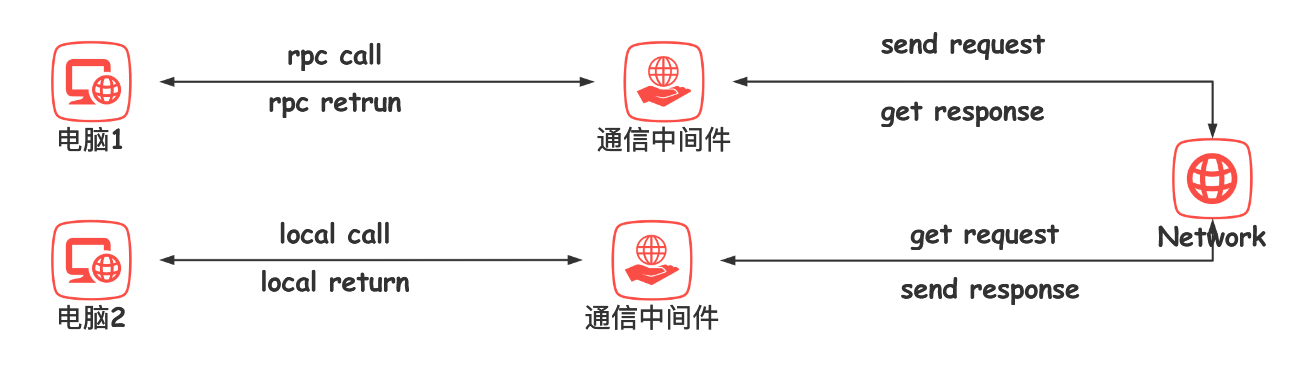 rpc call
send request
rpc retrun
get response
电脑1
通信中间件
local call
get request
Network
local return
send response
电脑2
通信中间件